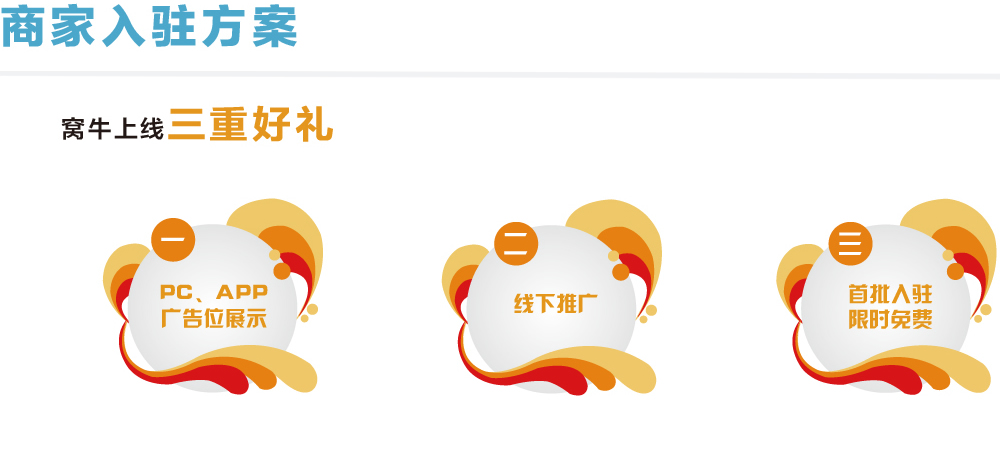 商家入驻方案
窝牛上线三重好礼
一
PC、APP
广告位展示
二
线下推广
三
首批入驻
限时免费